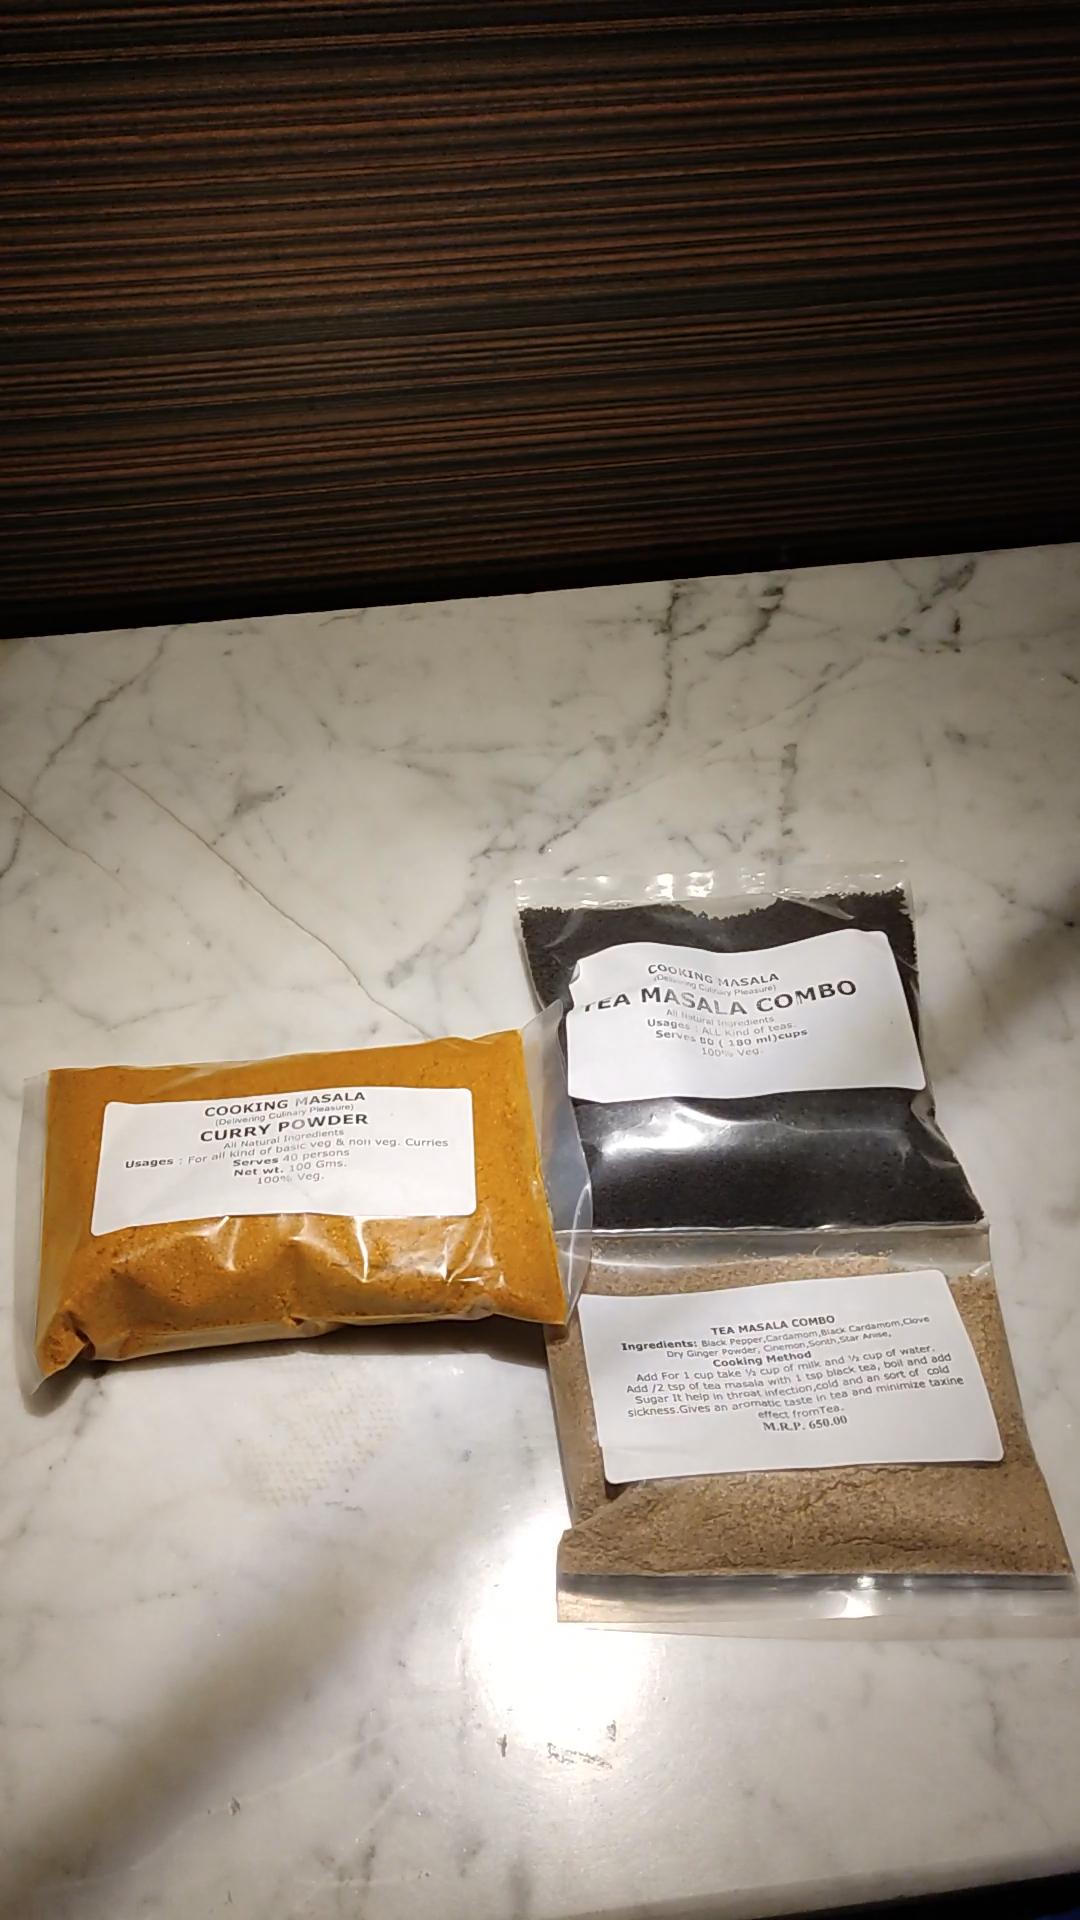 COOKING MASALA
(Delivering Culinary Pleasure)
TEA MASALA COMBO
All Natural Ingredients
Usages : ALL Kind of teas.
Serves 80 ( 180 ml)cups
100% Veg.
COOKING MASALA
(Delivering Culinary Pleasure)
CURRY POWDER
All Natural Ingredients
Usages : For all kind of basic veg & non veg. Curries
Serves 40 persons
Net wt. 100 Gms.
100% Veg.
TEA MASALA COMBO
Ingredients: Black Pepper,Cardamom,Black Cardamom,Clove
Dry Ginger Powder, Cinemon,Sonth,Star Anise,
Cooking Method
Add For 1 cup take ½ cup of milk and ½ cup of water.
Add /2 tsp of tea masala with 1 tsp black tea, boil and add
Sugar It help in throat infection,cold and an sort of cold
sickness.Gives an aromatic taste in tea and minimize taxine
effect fromTea.
M.R.P. 650.00